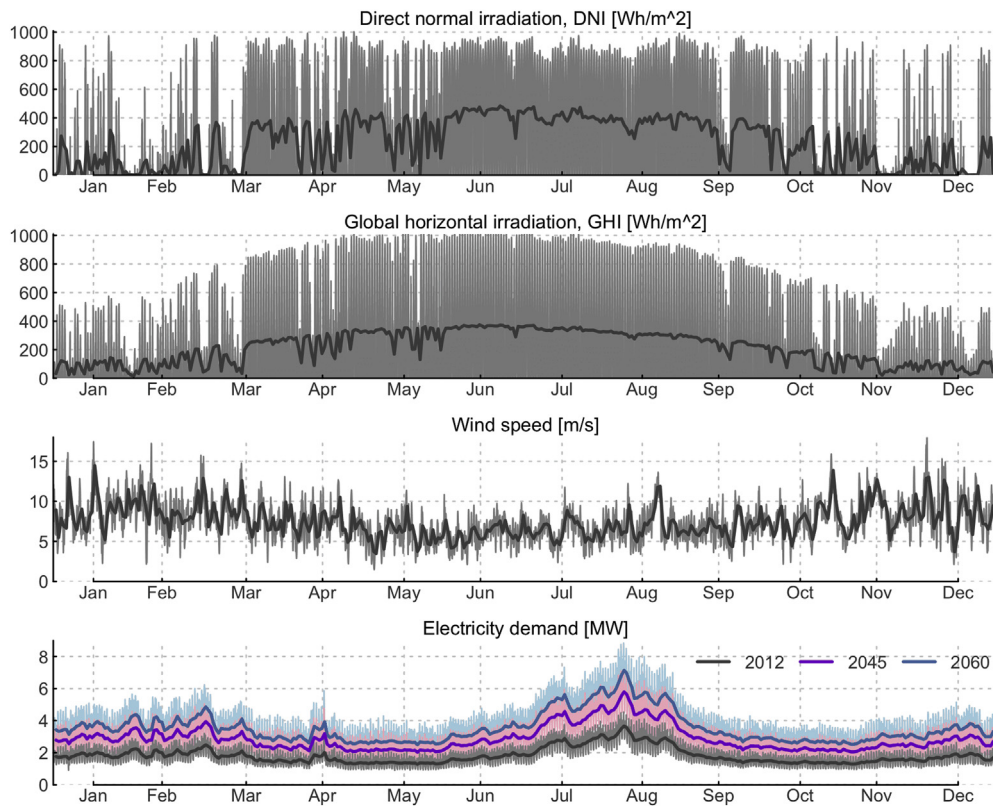 Direct normal irradiation, DNI [Wh/m^2]
1000
800
600
400
200
0
Jan Feb Mar Apr May Jun Jul Aug Sep Oct Nov Dec
Global horizontal irradiation, GHI [Wh/m^2]
1000
800
600
400
200
0
Jan Feb Mar Apr May Jun Jul Aug Sep Oct Nov Dec
Wind speed [m/s]
15
10
5
0
Jan Feb Mar Apr May Jun Jul Aug Sep Oct Nov Dec
Electricity demand [MW]
8 2012 2045 2060
6
4
2
0
Jan Feb Mar Apr May Jun Jul Aug Sep Oct Nov Dec